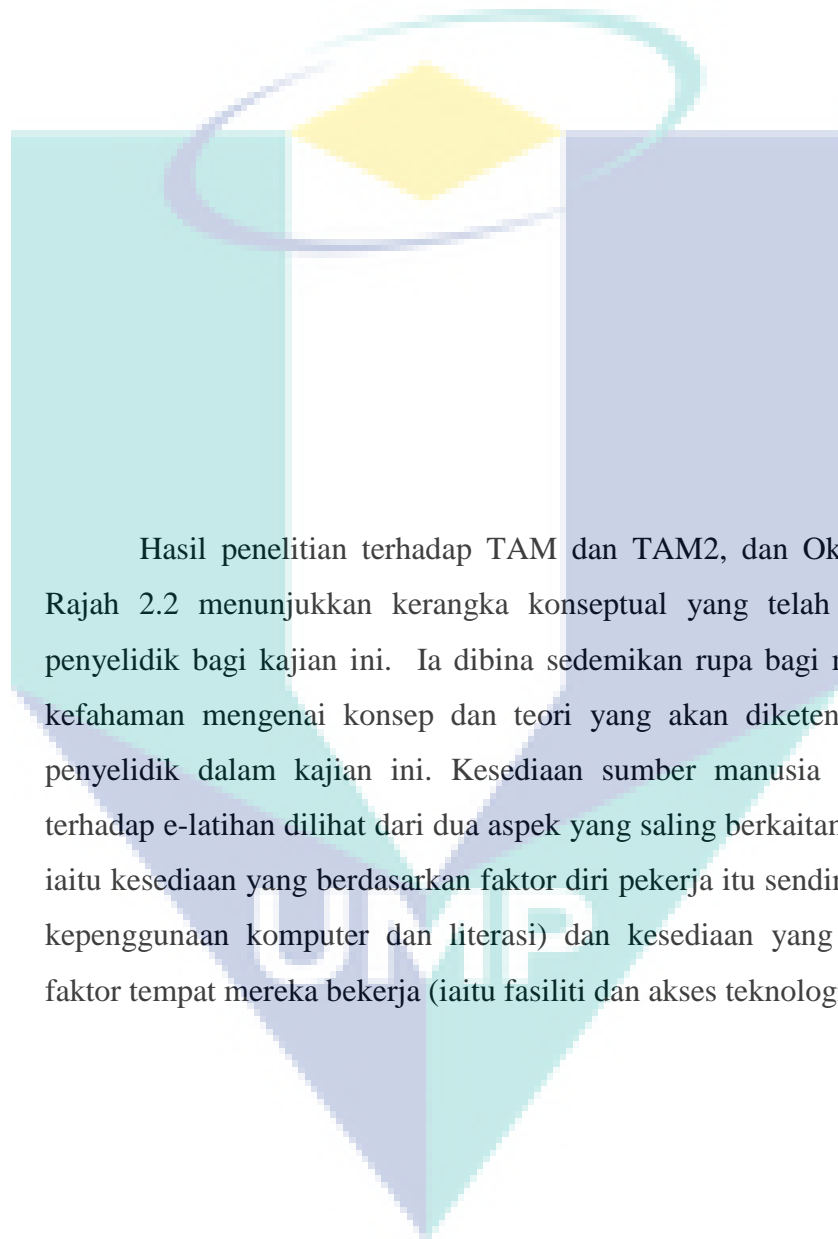 Hasil penelitian terhadap TAM dan TAM2, dan Ok
Rajah 2.2 menunjukkan kerangka konseptual yang telah
penyelidik bagi kajian ini. Ia dibina sedemikan rupa bagi
kefahaman mengenai konsep dan teori yang akan diketen
penyelidik dalam kajian ini. Kesediaan sumber manusia
terhadap e-latihan dilihat dari dua aspek yang saling berkaitan
iaitu kesediaan yang berdasarkan faktor diri pekerja itu sendir
kepenggunaan komputer dan literasi) dan kesediaan yang
faktor tempat mereka bekerja (iaitu fasiliti dan akses teknolog
UMP